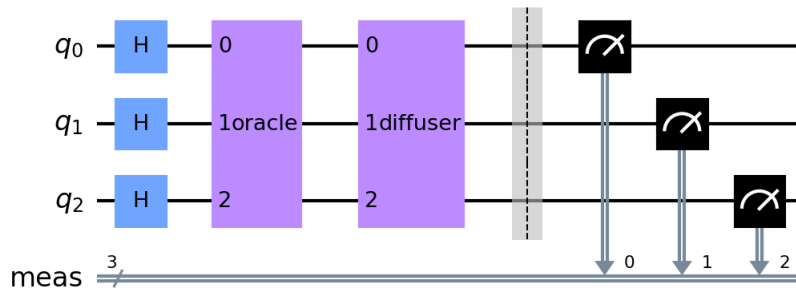 q0 H 0 0
q1 H 1oracle 1diffuser
q2 H 2 2
meas 3 0 1 2